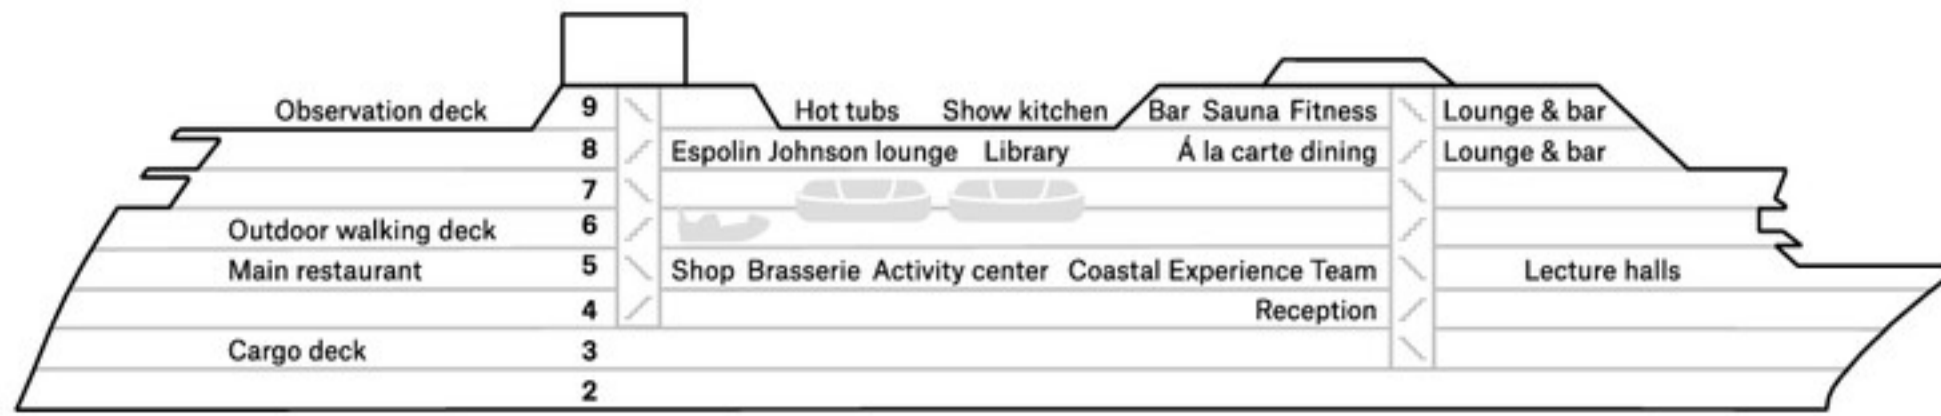 Observation deck 9 Hot tubs Show kitchen Bar Sauna Fitness Lounge & bar
8 Espolin Johnson lounge Library Á la carte dining Lounge & bar
7
Outdoor walking deck 6
Main restaurant 5 Shop Brasserie Activity center Coastal Experience Team Lecture halls
4 Reception
Cargo deck 3
2